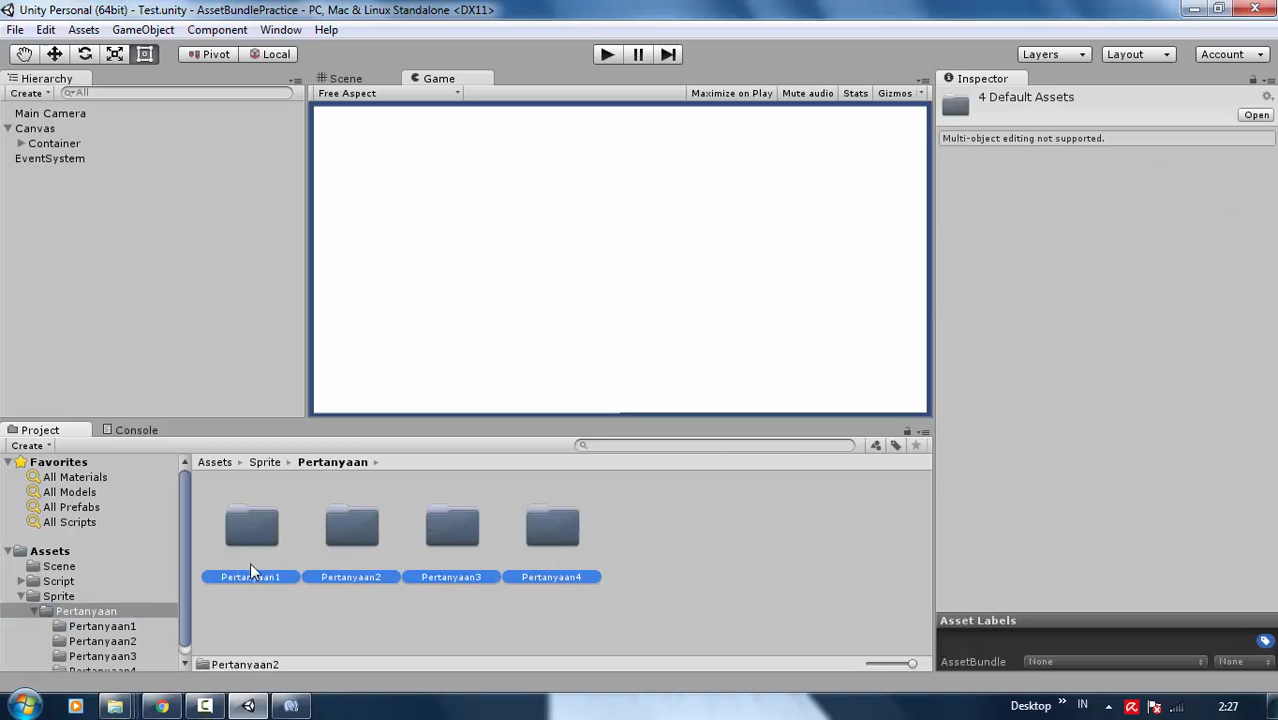 Unity Personal (64bit) - Test.unity - AssetBundlePractice - PC, Mac & Linux Standalone <DX11>
File Edit Assets GameObject Component Window Help
Pivot Local Layers Layout Account
Hierarchy
Create All
Main Camera
Canvas
Container
EventSystem
Scene Game
Free Aspect Maximize on Play Mute audio Stats Gizmos
Inspector
4 Default Assets
Open
Multi-object editing not supported.
Project Console
Create
Favorites
All Materials
All Models
All Prefabs
All Scripts
Assets
Scene
Script
Sprite
Pertanyaan
Pertanyaan1
Pertanyaan2
Pertanyaan3
Pertanyaan4
Assets Sprite Pertanyaan
Pertanyaan1 Pertanyaan2 Pertanyaan3 Pertanyaan4
Pertanyaan2
Asset Labels
AssetBundle None None
Desktop » IN 2:27